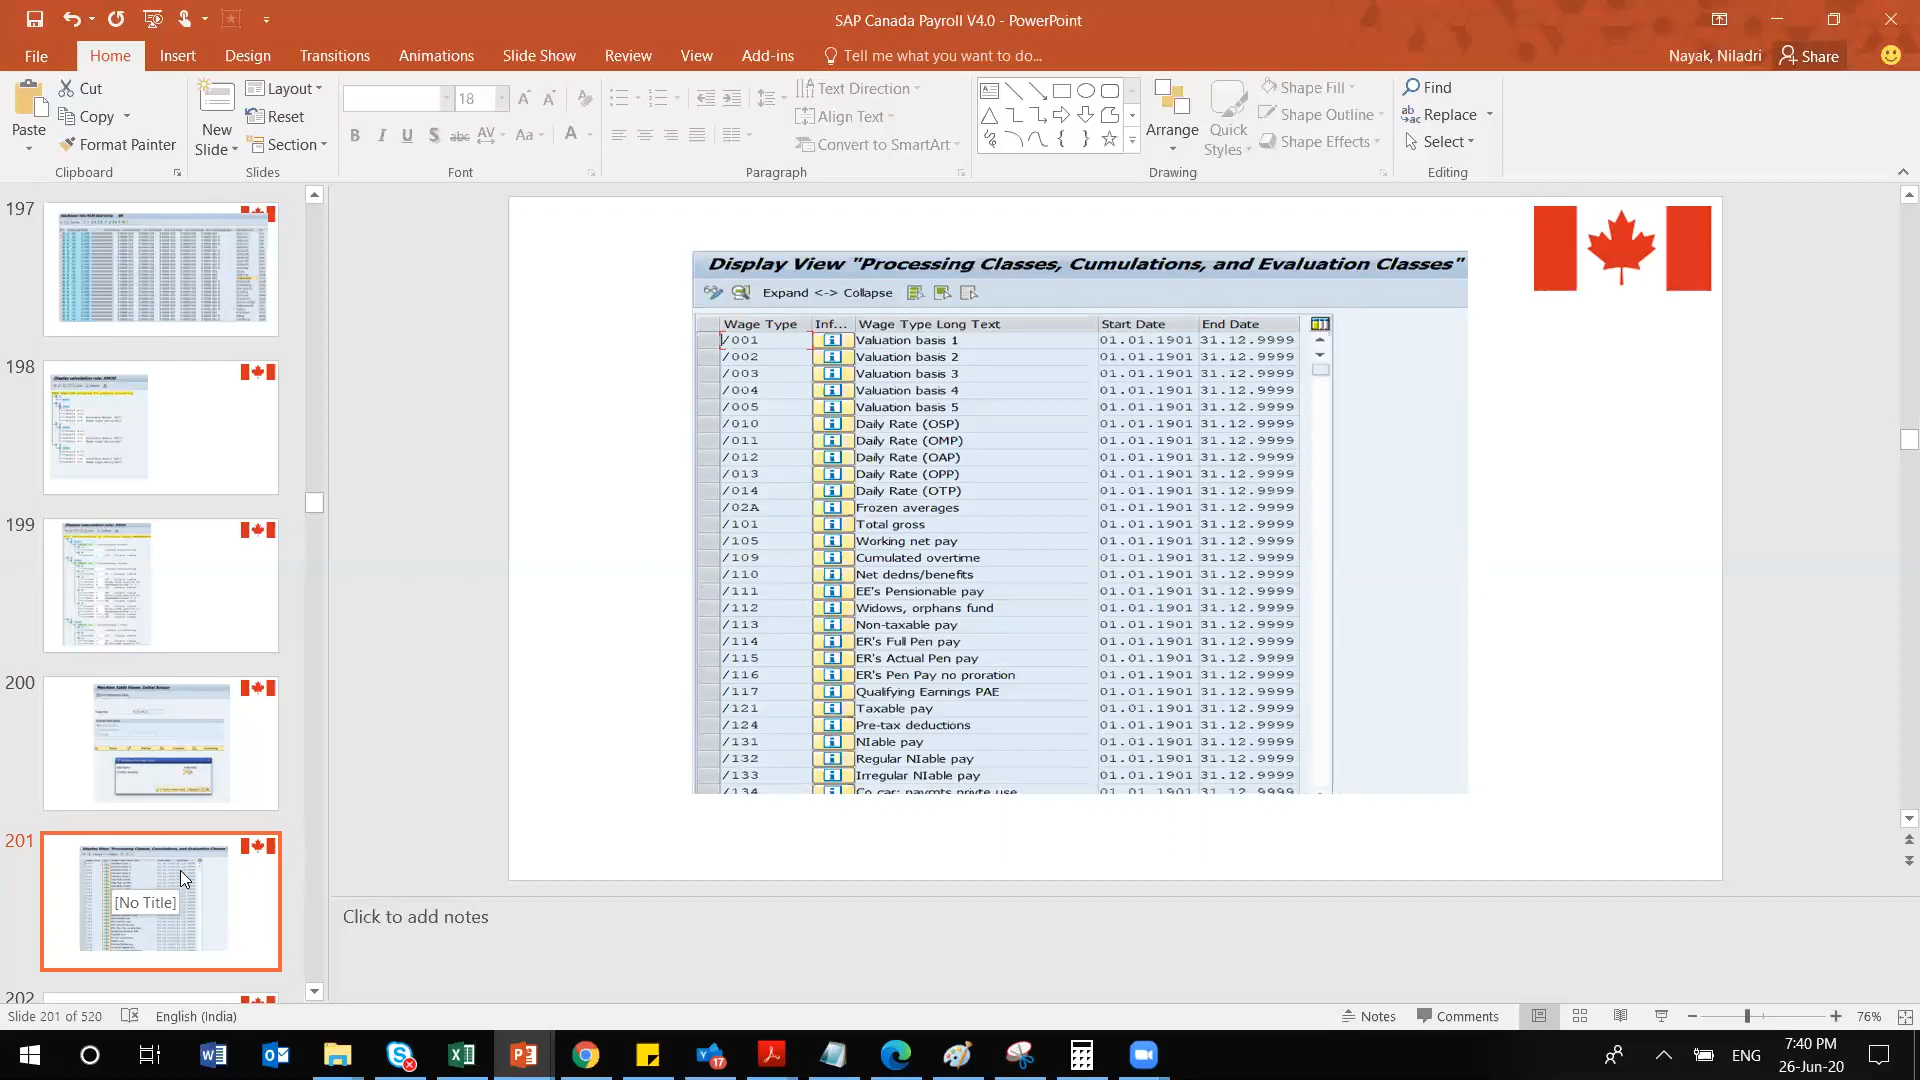 SAP Canada Payroll V4.0 - PowerPoint
File Home Insert Design Transitions Animations Slide Show Review View Add-ins Tell me what you want to do... Nayak, Niladri Share
Paste
Cut
Copy
Format Painter
Clipboard
New Slide
Layout
Reset
Section
Slides
18
Font
Text Direction
Align Text
Convert to SmartArt
Paragraph
Arrange
Quick Styles
Shape Fill
Shape Outline
Shape Effects
Drawing
Find
Replace
Select
Editing
197
198
199
200
201
[No Title]
202
Display View "Processing Classes, Cumulations, and Evaluation Classes"
Expand <-> Collapse
Wage Type Inf... Wage Type Long Text Start Date End Date
/001 Valuation basis 1 01.01.1901 31.12.9999
/002 Valuation basis 2 01.01.1901 31.12.9999
/003 Valuation basis 3 01.01.1901 31.12.9999
/004 Valuation basis 4 01.01.1901 31.12.9999
/005 Valuation basis 5 01.01.1901 31.12.9999
/010 Daily Rate (OSP) 01.01.1901 31.12.9999
/011 Daily Rate (OMP) 01.01.1901 31.12.9999
/012 Daily Rate (OAP) 01.01.1901 31.12.9999
/013 Daily Rate (OPP) 01.01.1901 31.12.9999
/014 Daily Rate (OTP) 01.01.1901 31.12.9999
/02A Frozen averages 01.01.1901 31.12.9999
/101 Total gross 01.01.1901 31.12.9999
/105 Working net pay 01.01.1901 31.12.9999
/109 Cumulated overtime 01.01.1901 31.12.9999
/110 Net dedns/benefits 01.01.1901 31.12.9999
/111 EE's Pensionable pay 01.01.1901 31.12.9999
/112 Widows, orphans fund 01.01.1901 31.12.9999
/113 Non-taxable pay 01.01.1901 31.12.9999
/114 ER's Full Pen pay 01.01.1901 31.12.9999
/115 ER's Actual Pen pay 01.01.1901 31.12.9999
/116 ER's Pen Pay no proration 01.01.1901 31.12.9999
/117 Qualifying Earnings PAE 01.01.1901 31.12.9999
/121 Taxable pay 01.01.1901 31.12.9999
/124 Pre-tax deductions 01.01.1901 31.12.9999
/131 NIable pay 01.01.1901 31.12.9999
/132 Regular NIable pay 01.01.1901 31.12.9999
/133 Irregular NIable pay 01.01.1901 31.12.9999
/134 Co car: paymts privte use 01.01.1901 31.12.9999
Click to add notes
Slide 201 of 520 English (India) Notes Comments 76%
17
ENG
7:40 PM
26-Jun-20